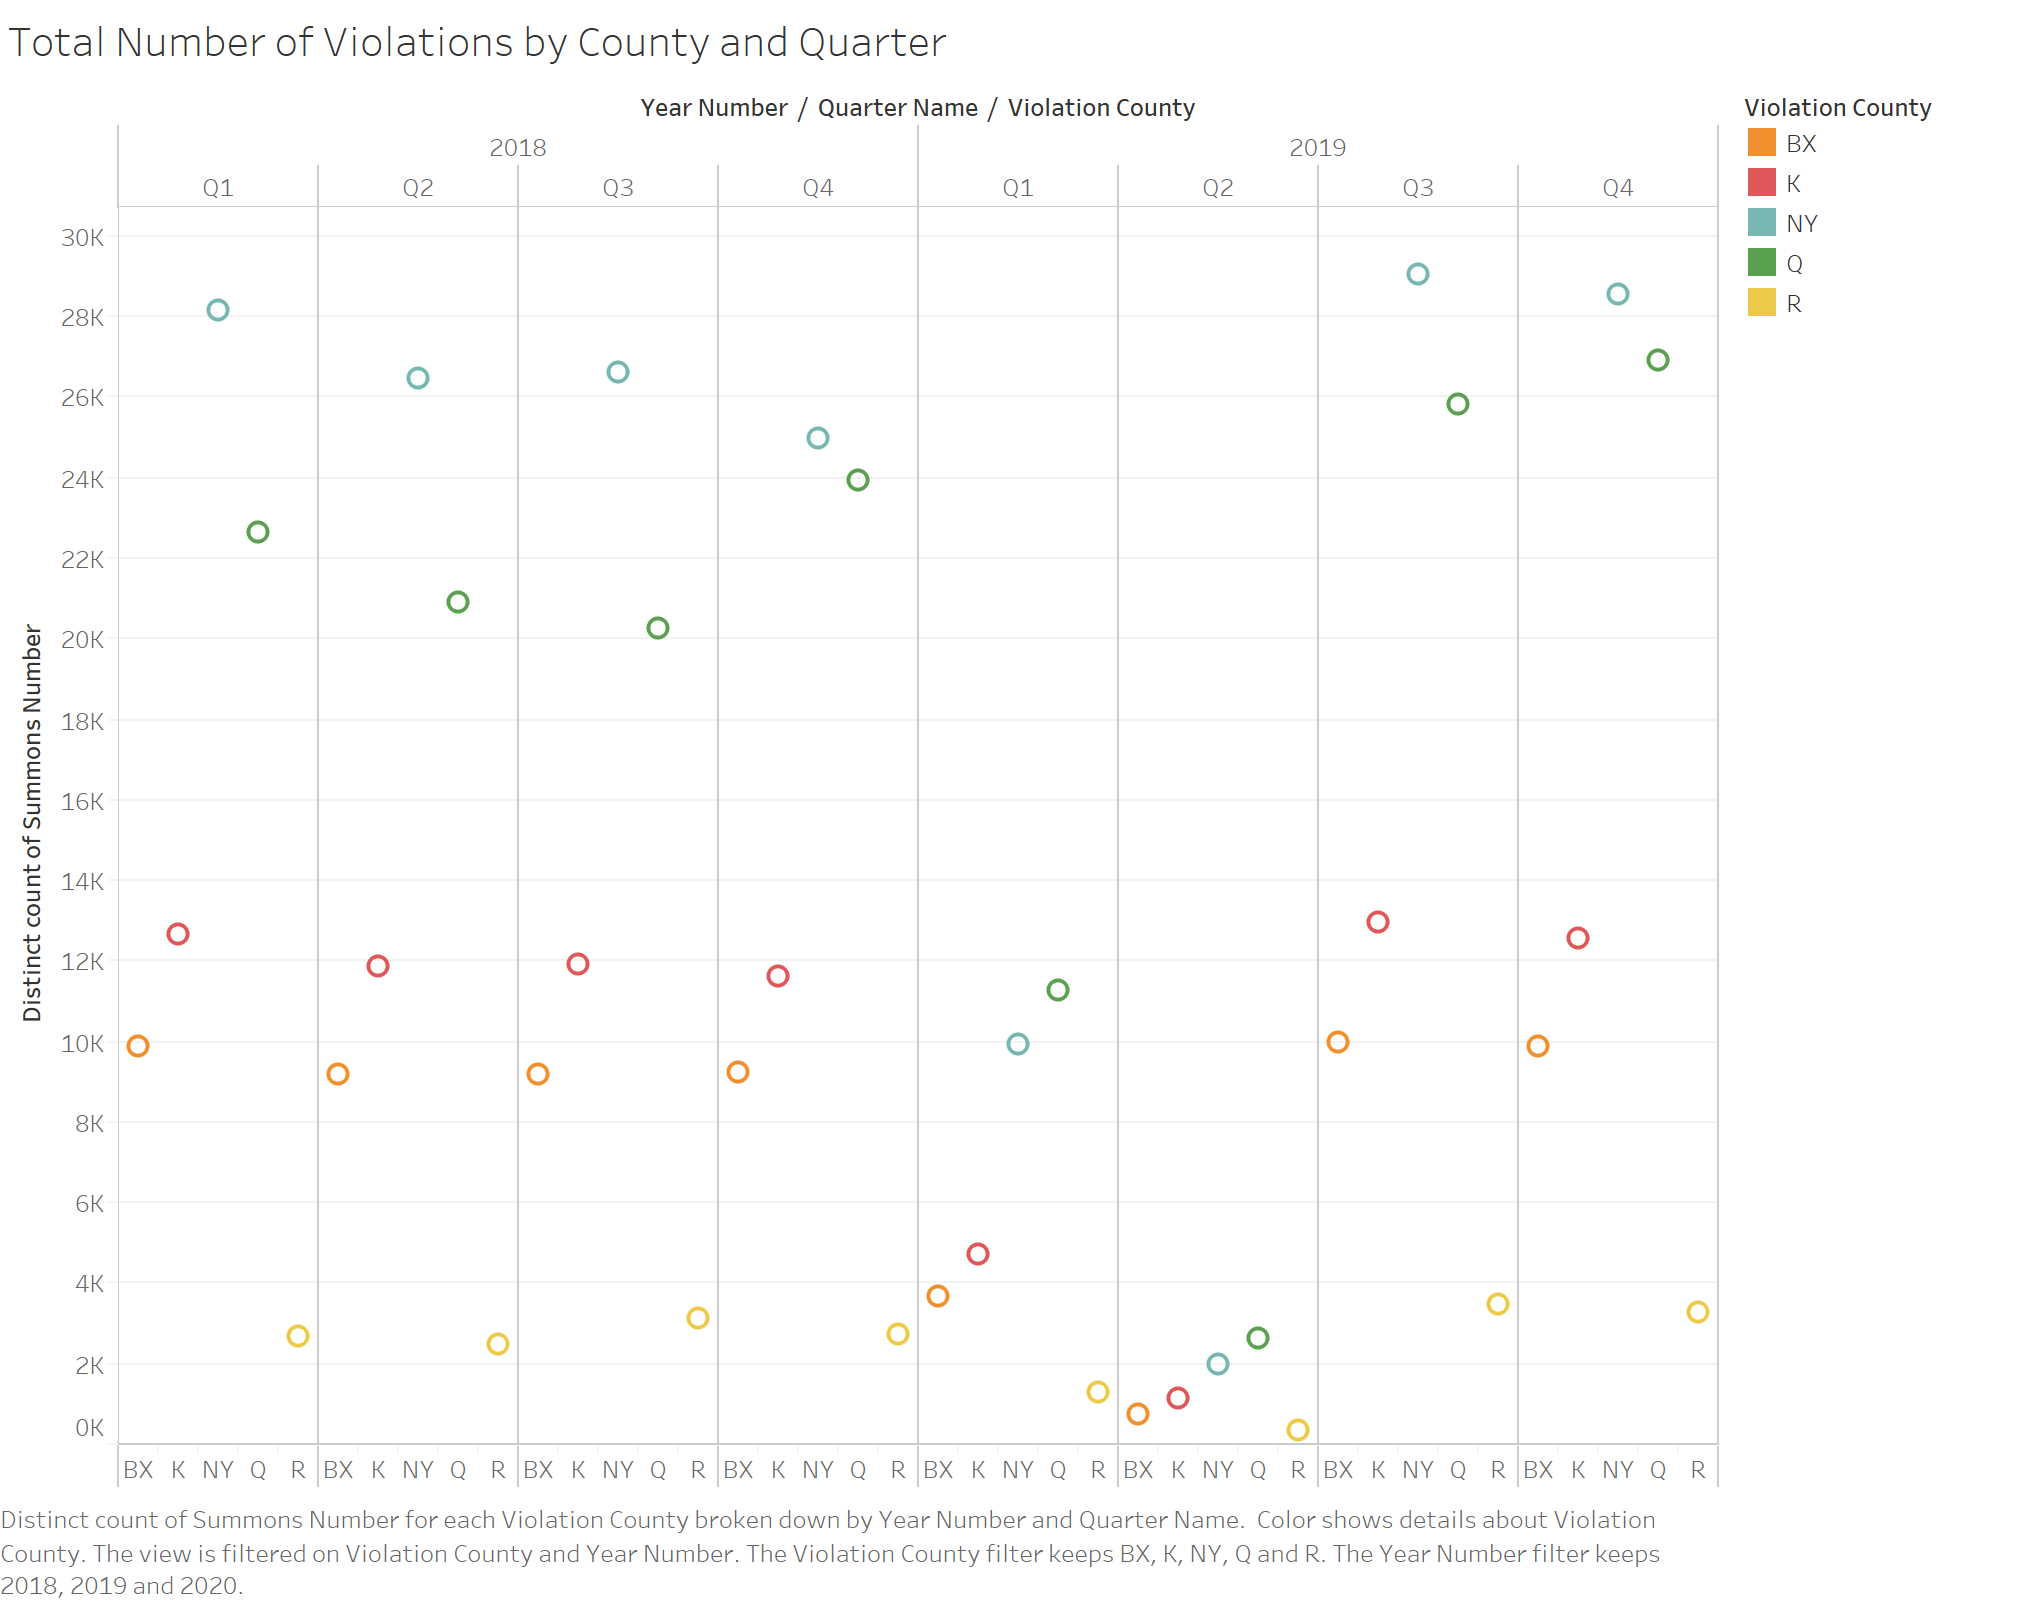 Total Number of Violations by County and Quarter
Year Number / Quarter Name / Violation County
Violation County
2018 2019
BX
K
NY
Q
R
Q1 Q2 Q3 Q4 Q1 Q2 Q3 Q4
Distinct count of Summons Number
30K
28K
26K
24K
22K
20K
18K
16K
14K
12K
10K
8K
6K
4K
2K
0K
BX K NY Q R BX K NY Q R BX K NY Q R BX K NY Q R BX K NY Q R BX K NY Q R BX K NY Q R BX K NY Q R
Distinct count of Summons Number for each Violation County broken down by Year Number and Quarter Name.  Color shows details about Violation
County. The view is filtered on Violation County and Year Number. The Violation County filter keeps BX, K, NY, Q and R. The Year Number filter keeps
2018, 2019 and 2020.